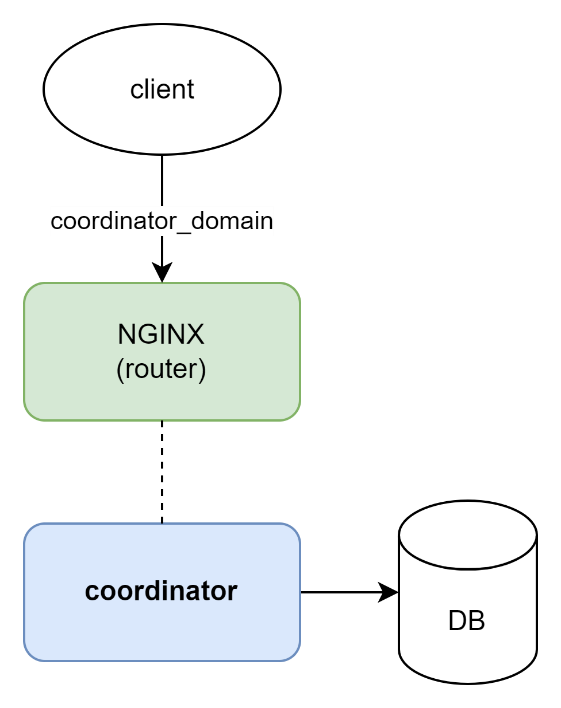 client
coordinator_domain
NGINX
(router)
coordinator
DB